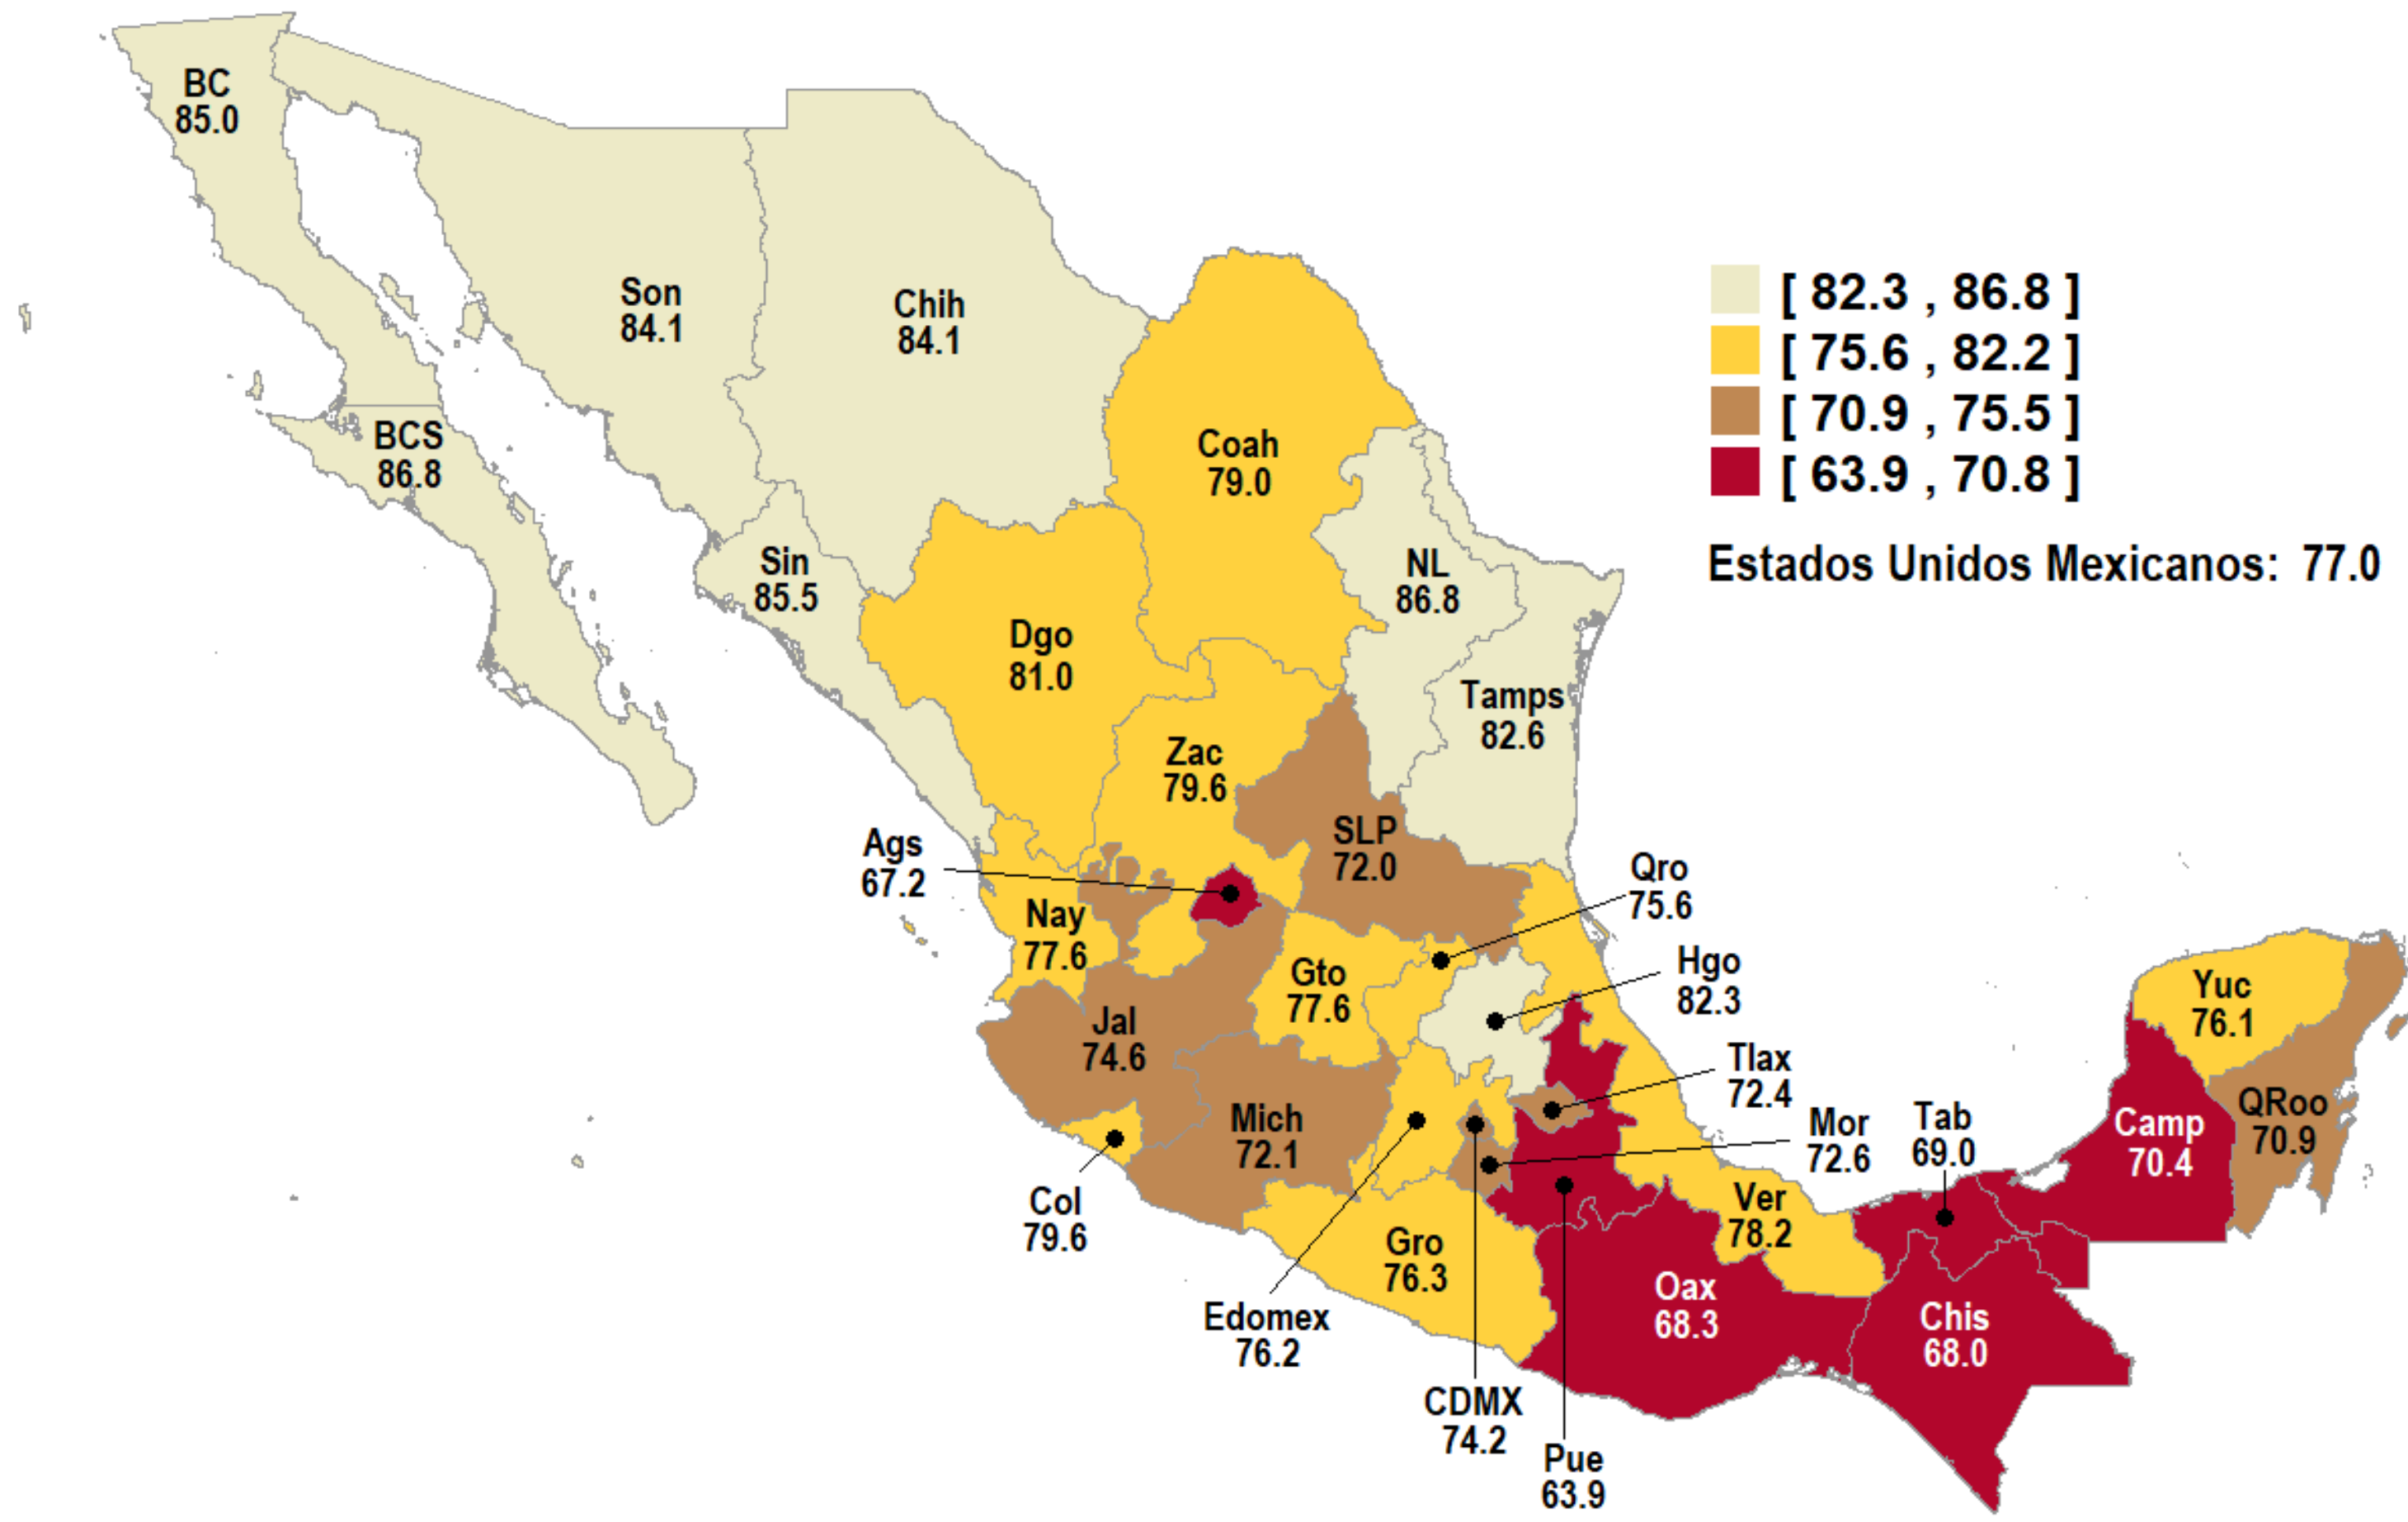 BC
85.0
BCS
86.8
Son
84.1
Chih
84.1
Sin
85.5
Coah
79.0
Dgo
81.0
NL
86.8
Tamps
82.6
Zac
79.6
SLP
72.0
Ags
67.2
Nay
77.6
Jal
74.6
Gto
77.6
Qro
75.6
Hgo
82.3
Tlax
72.4
Mor
72.6
Mich
72.1
Col
79.6
Edomex
76.2
Gro
76.3
CDMX
74.2
Pue
63.9
Ver
78.2
Oax
68.3
Tab
69.0
Chis
68.0
Camp
70.4
Yuc
76.1
QRoo
70.9
[ 82.3 , 86.8 ]
[ 75.6 , 82.2 ]
[ 70.9 , 75.5 ]
[ 63.9 , 70.8 ]
Estados Unidos Mexicanos: 77.0